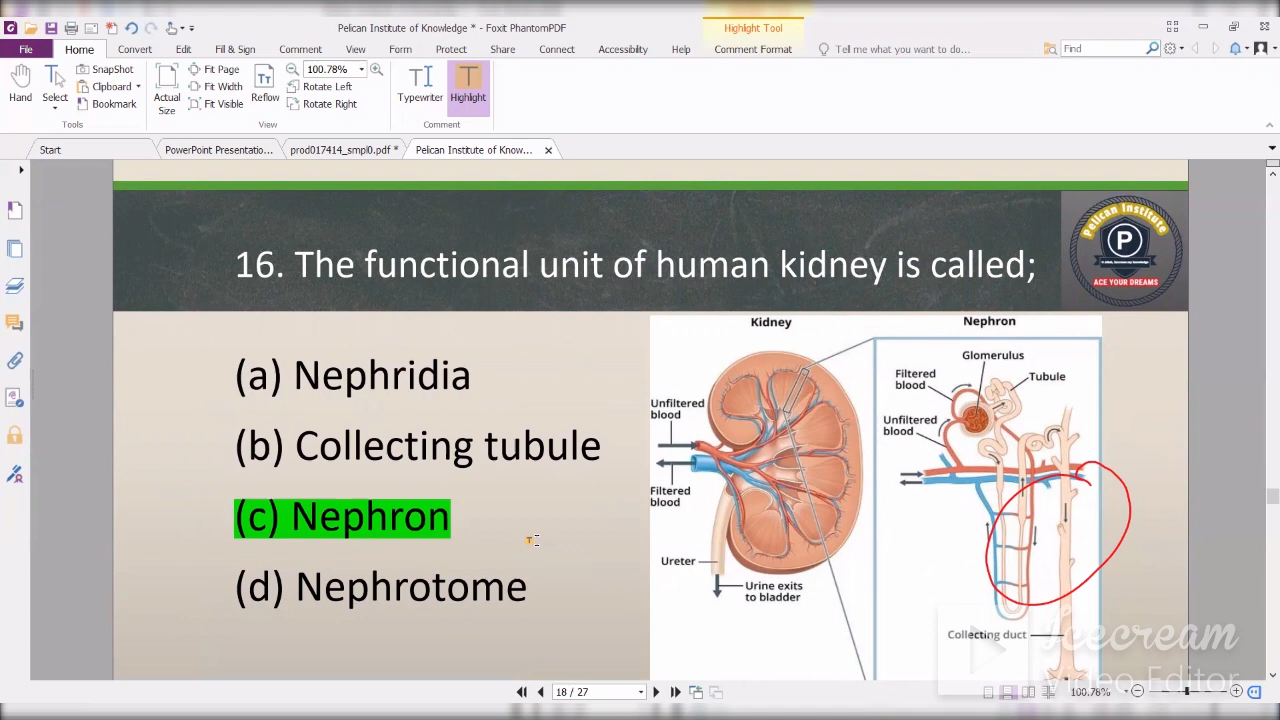 Pelican Institute of Knowledge * - Foxit PhantomPDF
Highlight Tool
File Home Convert Edit Fill & Sign Comment View Form Protect Share Connect Accessibility Help Comment Format Tell me what you want to do... Find
Hand
Select
SnapShot
Clipboard
Bookmark
Tools
Actual Size
Fit Page
Fit Width
Fit Visible
Reflow
100.78%
Rotate Left
Rotate Right
View
Typewriter
Highlight
Comment
Start
PowerPoint Presentatio...
prod017414_smpl0.pdf *
Pelican Institute of Know...
16. The functional unit of human kidney is called;
Pelican Institute
P
ACE YOUR DREAMS
(a) Nephridia
(b) Collecting tubule
(c) Nephron
(d) Nephrotome
Kidney
Unfiltered
blood
Filtered
blood
Ureter
Urine exits
to bladder
Nephron
Glomerulus
Filtered
blood
Tubule
Unfiltered
blood
Collecting duct
Icecream
Video Editor
18 / 27
100.78%